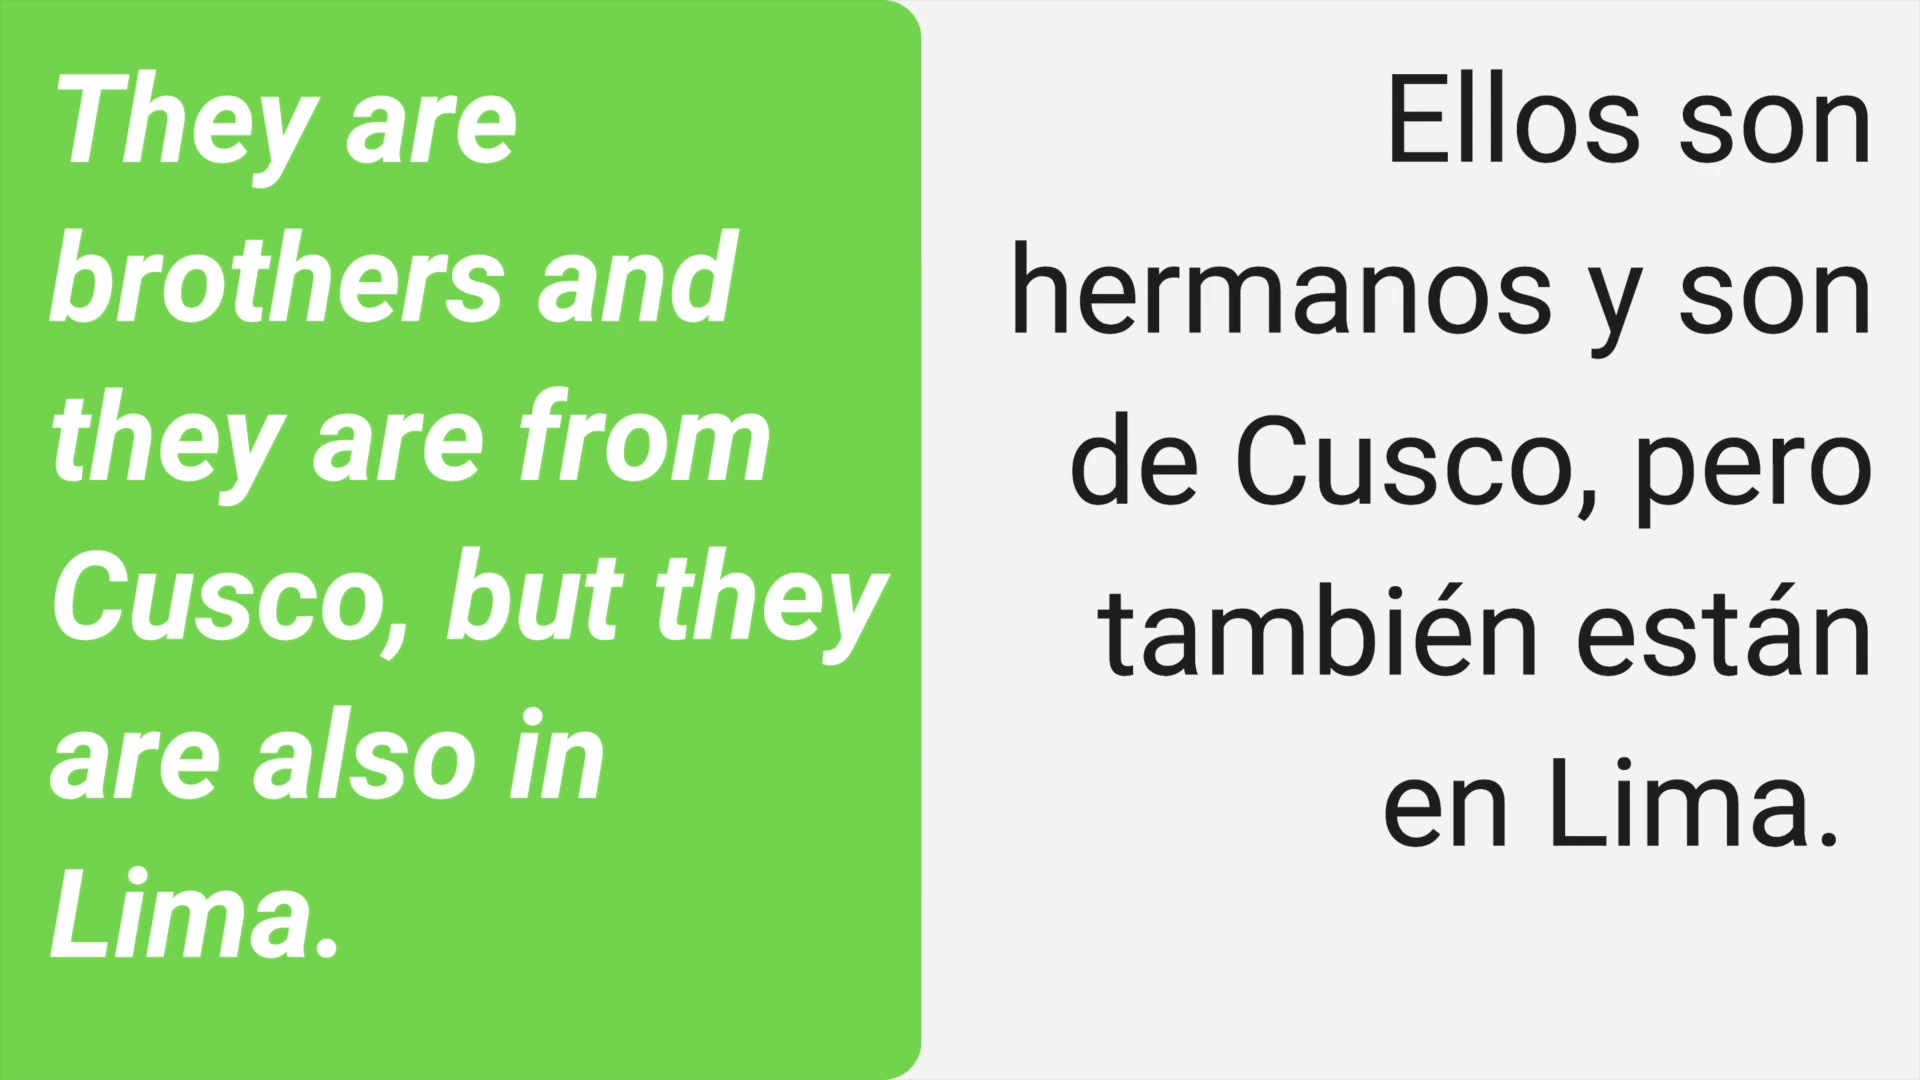 They are
brothers and
they are from
Cusco, but they
are also in
Lima.
Ellos son
hermanos y son
de Cusco, pero
también están
en Lima.